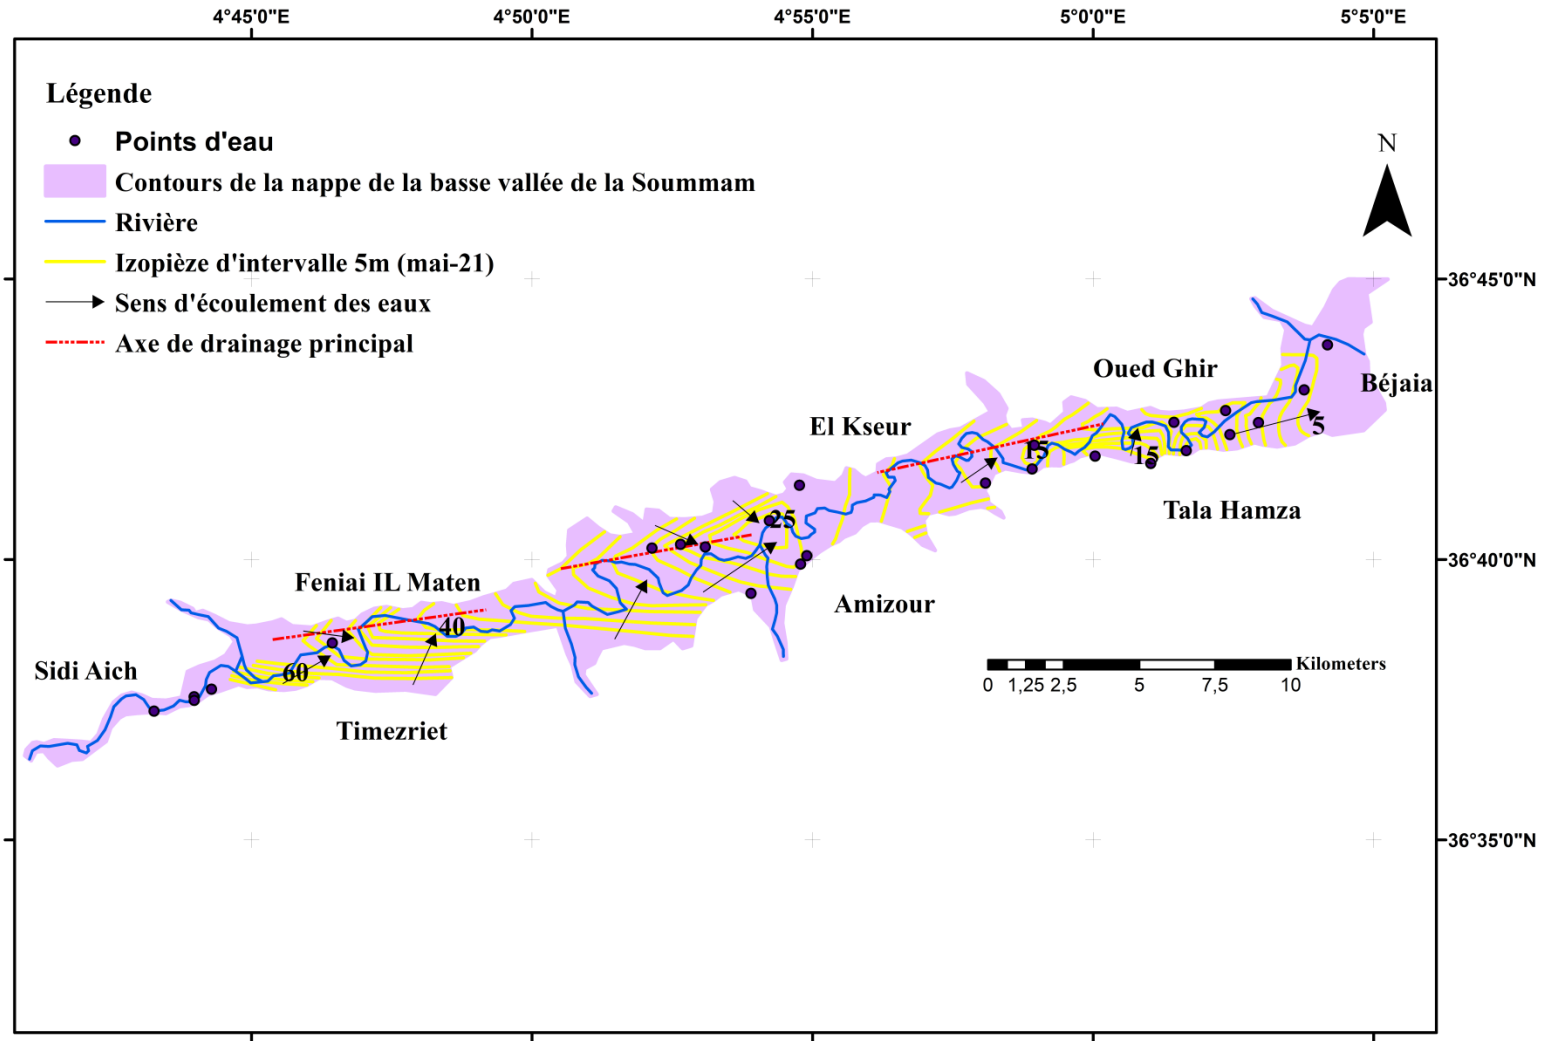 4°45'0"E
4°50'0"E
4°55'0"E
5°0'0"E
5°5'0"E
Légende
Points d'eau
Contours de la nappe de la basse vallée de la Soummam
Rivière
Izopièze d'intervalle 5m (mai-21)
Sens d'écoulement des eaux
Axe de drainage principal
N
36°45'0"N
Oued Ghir
Béjaia
El Kseur
5
15
15
Tala Hamza
25
36°40'0"N
Feniai IL Maten
Amizour
40
Sidi Aich
60
Kilometers
0 1,25 2,5 5 7,5 10
Timezriet
36°35'0"N